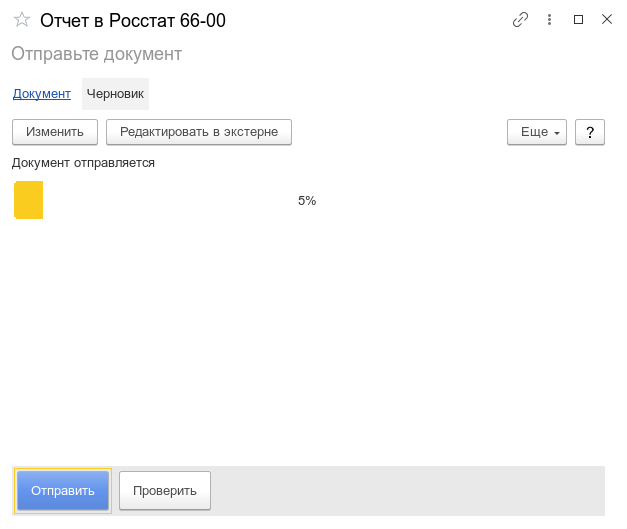 Отчет в Росстат 66-00
Отправьте документ
Документ Черновик
Изменить Редактировать в экстерне Еще ?
Документ отправляется
5%
Отправить Проверить